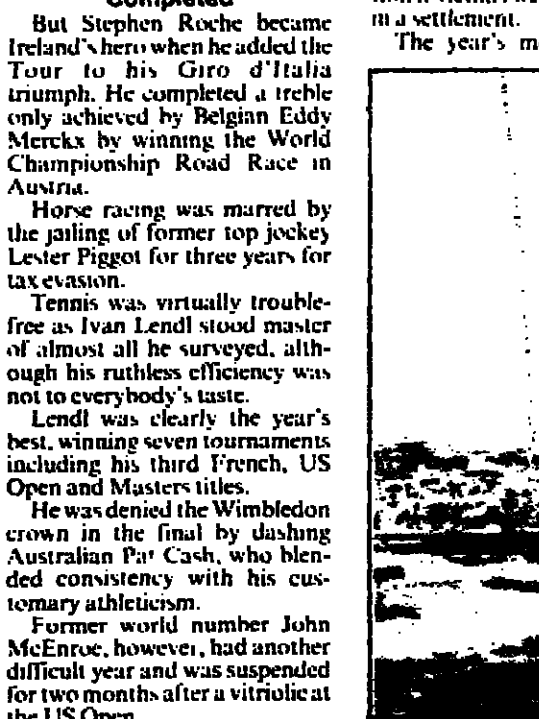 Completed
But Stephen Roche became
Ireland's hero when he added the
Tour to his Giro d'Italia
triumph. He completed a treble
only achieved by Belgian Eddy
Merckx by winning the World
Championship Road Race in
Austria.
Horse racing was marred by
the jailing of former top jockey
Lester Piggot for three years for
tax evasion.
Tennis was virtually trouble-
free as Ivan Lendl stood master
of almost all he surveyed, alth-
ough his ruthless efficiency was
not to everybody's taste.
Lendl was clearly the year's
best, winning seven tournaments
including his third French, US
Open and Masters titles.
He was denied the Wimbledon
crown in the final by dashing
Australian Pat Cash, who blen-
ded consistency with his cus-
tomary athleticism.
Former world number John
McEnroe, however, had another
difficult year and was suspended
for two months after a vitriolic at
the US Open
in a settlement.
The year's m